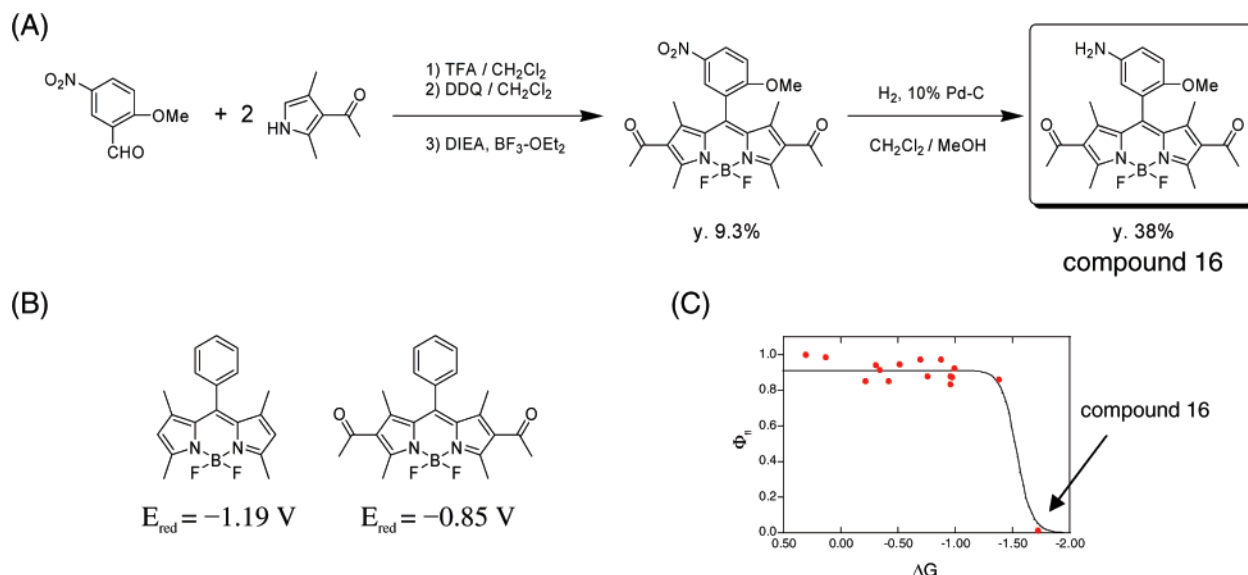 (A)
O₂N
OMe
CHO
+ 2
O
HN
1) TFA / CH₂Cl₂
2) DDQ / CH₂Cl₂
3) DIEA, BF₃-OEt₂
O₂N
OMe
O
O
N
N
B
F
F
y. 9.3%
H₂, 10% Pd-C
CH₂Cl₂ / MeOH
H₂N
OMe
O
O
N
N
B
F
F
y. 38%
compound 16
(B)
N
N
B
F
F
E_red = −1.19 V
O
O
N
N
B
F
F
E_red = −0.85 V
(C)
1.0
0.8
0.6
0.4
0.2
0.0
Φ_fl
0.50 0.00 -0.50 -1.00 -1.50 -2.00
ΔG
compound 16